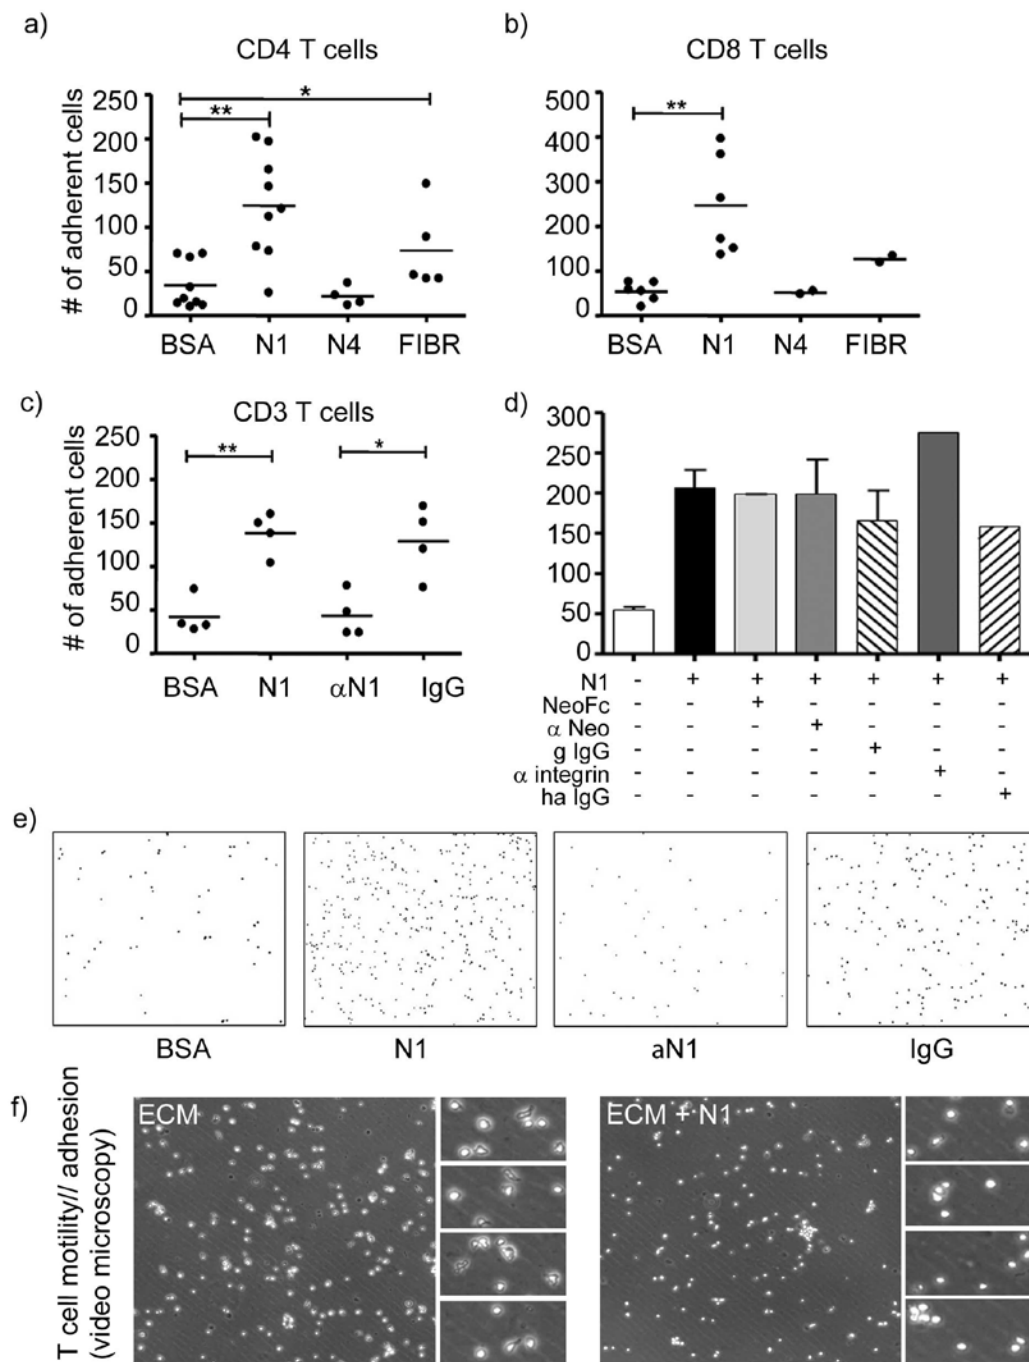 a)
CD4 T cells
# of adherent cells
250
200
150
100
50
0
*
**
BSA N1 N4 FIBR
b)
CD8 T cells
500
400
300
200
100
0
**
BSA N1 N4 FIBR
c)
CD3 T cells
# of adherent cells
250
200
150
100
50
0
**
*
BSA N1 αN1 IgG
d)
300
250
200
150
100
50
0
N1 - + + + + + +
NeoFc - - + - - - -
α Neo - - - + - - -
g IgG - - - - + - -
α integrin - - - - - + -
ha IgG - - - - - - +
e)
BSA N1 aN1 IgG
f)
T cell motility// adhesion
(video microscopy)
ECM
ECM + N1